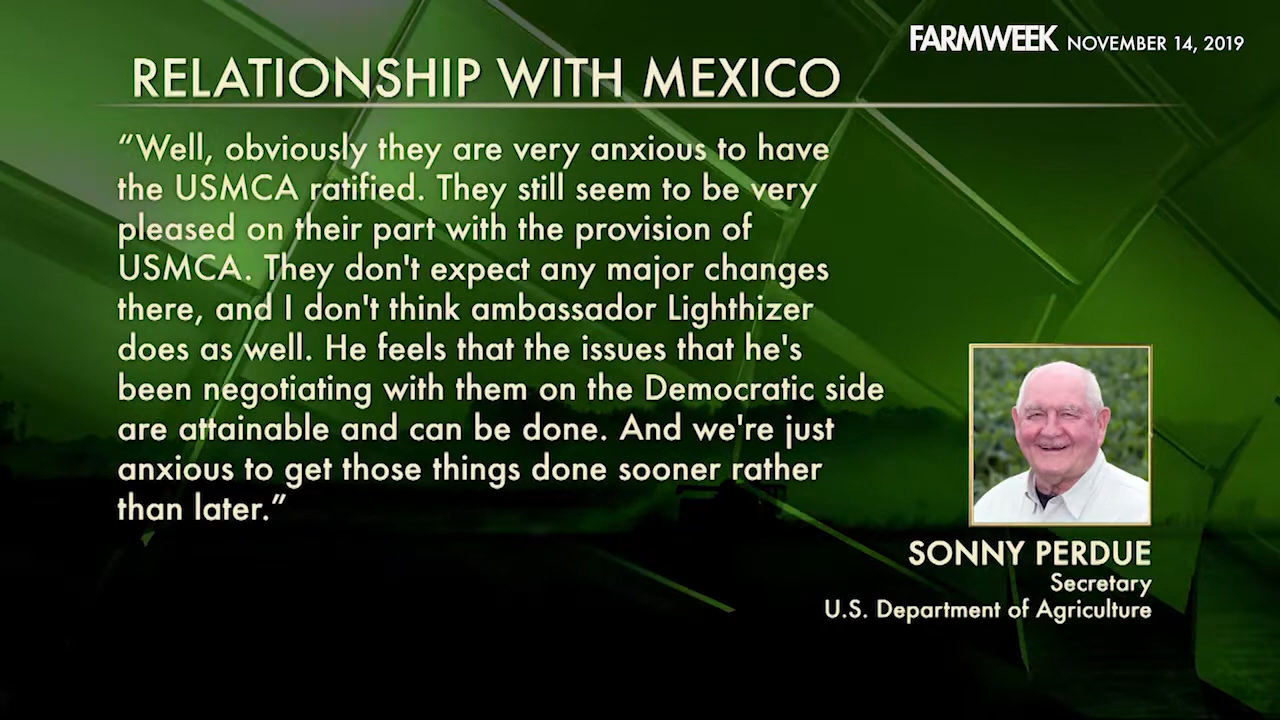 FARMWEEK NOVEMBER 14, 2019
RELATIONSHIP WITH MEXICO
“Well, obviously they are very anxious to have
the USMCA ratified. They still seem to be very
pleased on their part with the provision of
USMCA. They don't expect any major changes
there, and I don't think ambassador Lighthizer
does as well. He feels that the issues that he's
been negotiating with them on the Democratic side
are attainable and can be done. And we're just
anxious to get those things done sooner rather
than later.”
SONNY PERDUE
Secretary
U.S. Department of Agriculture